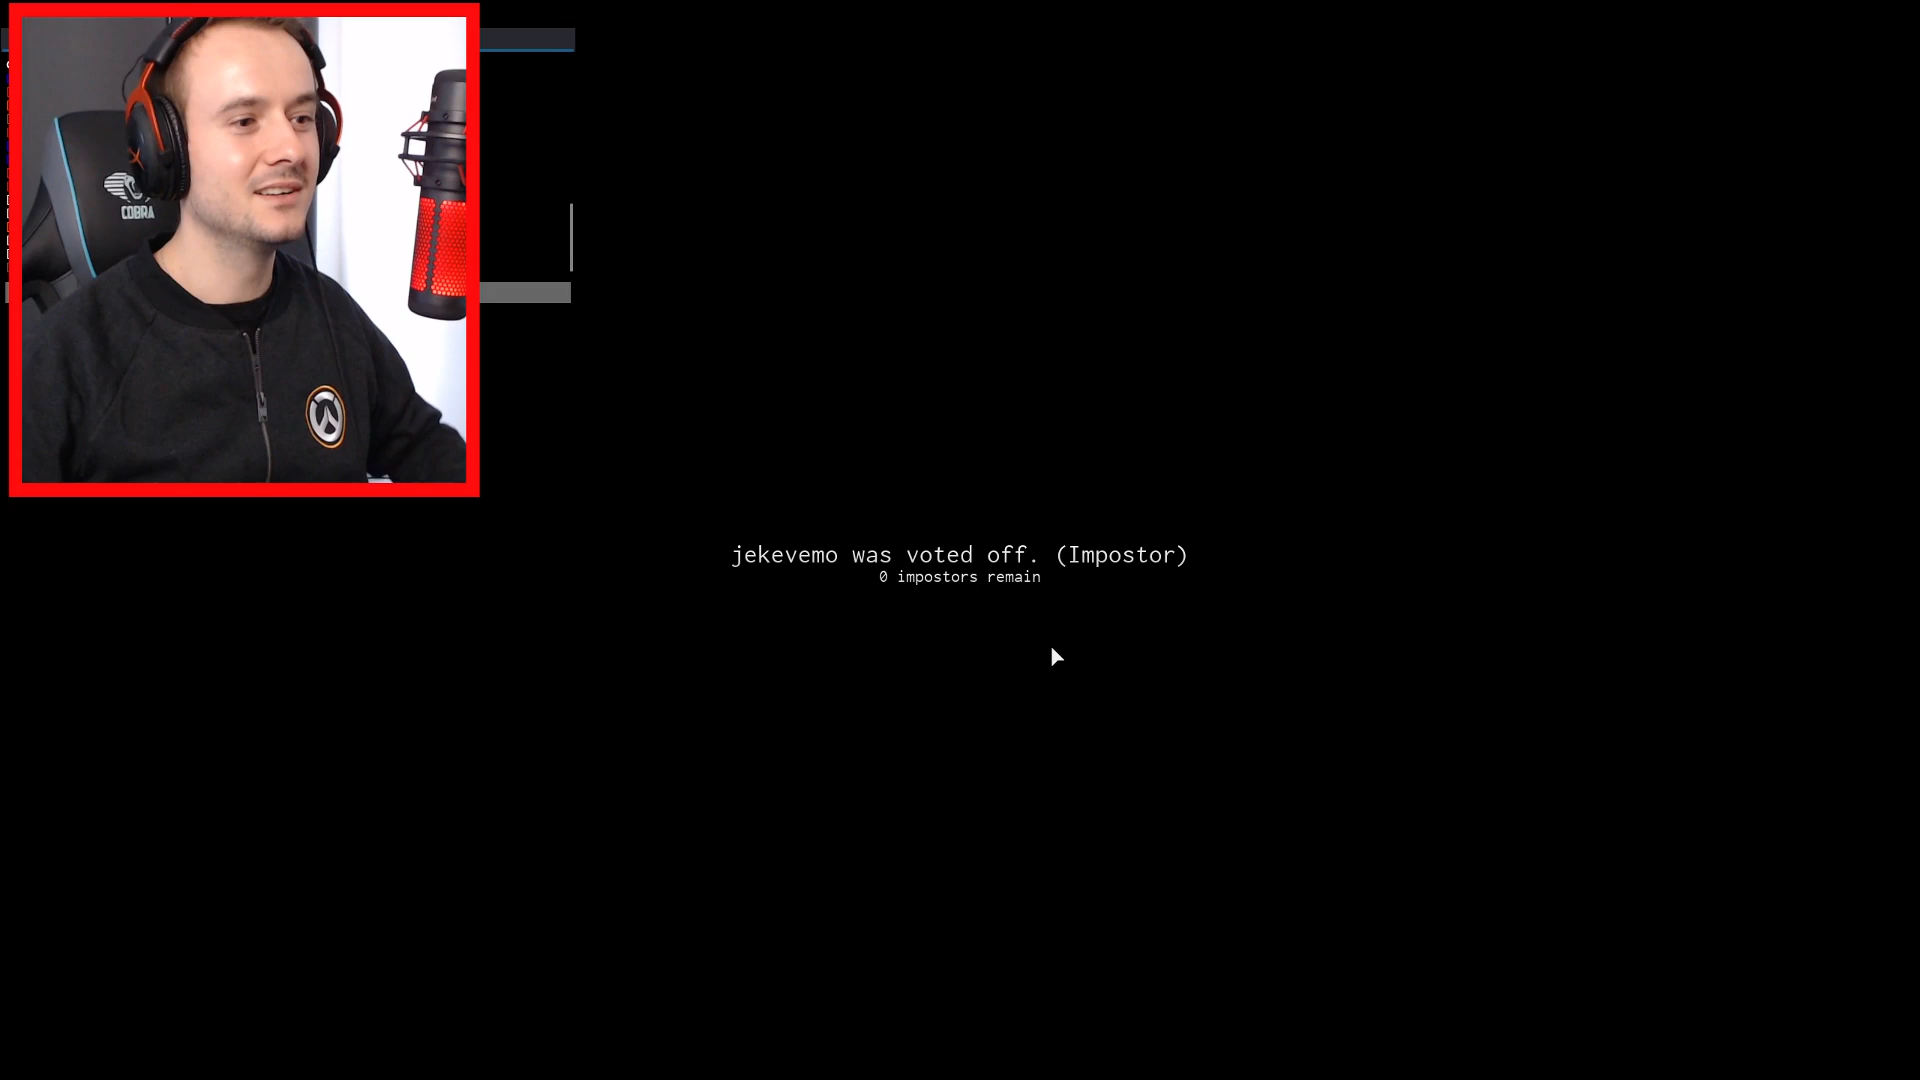 COBRA
jekevemo was voted off. (Impostor)
0 impostors remain